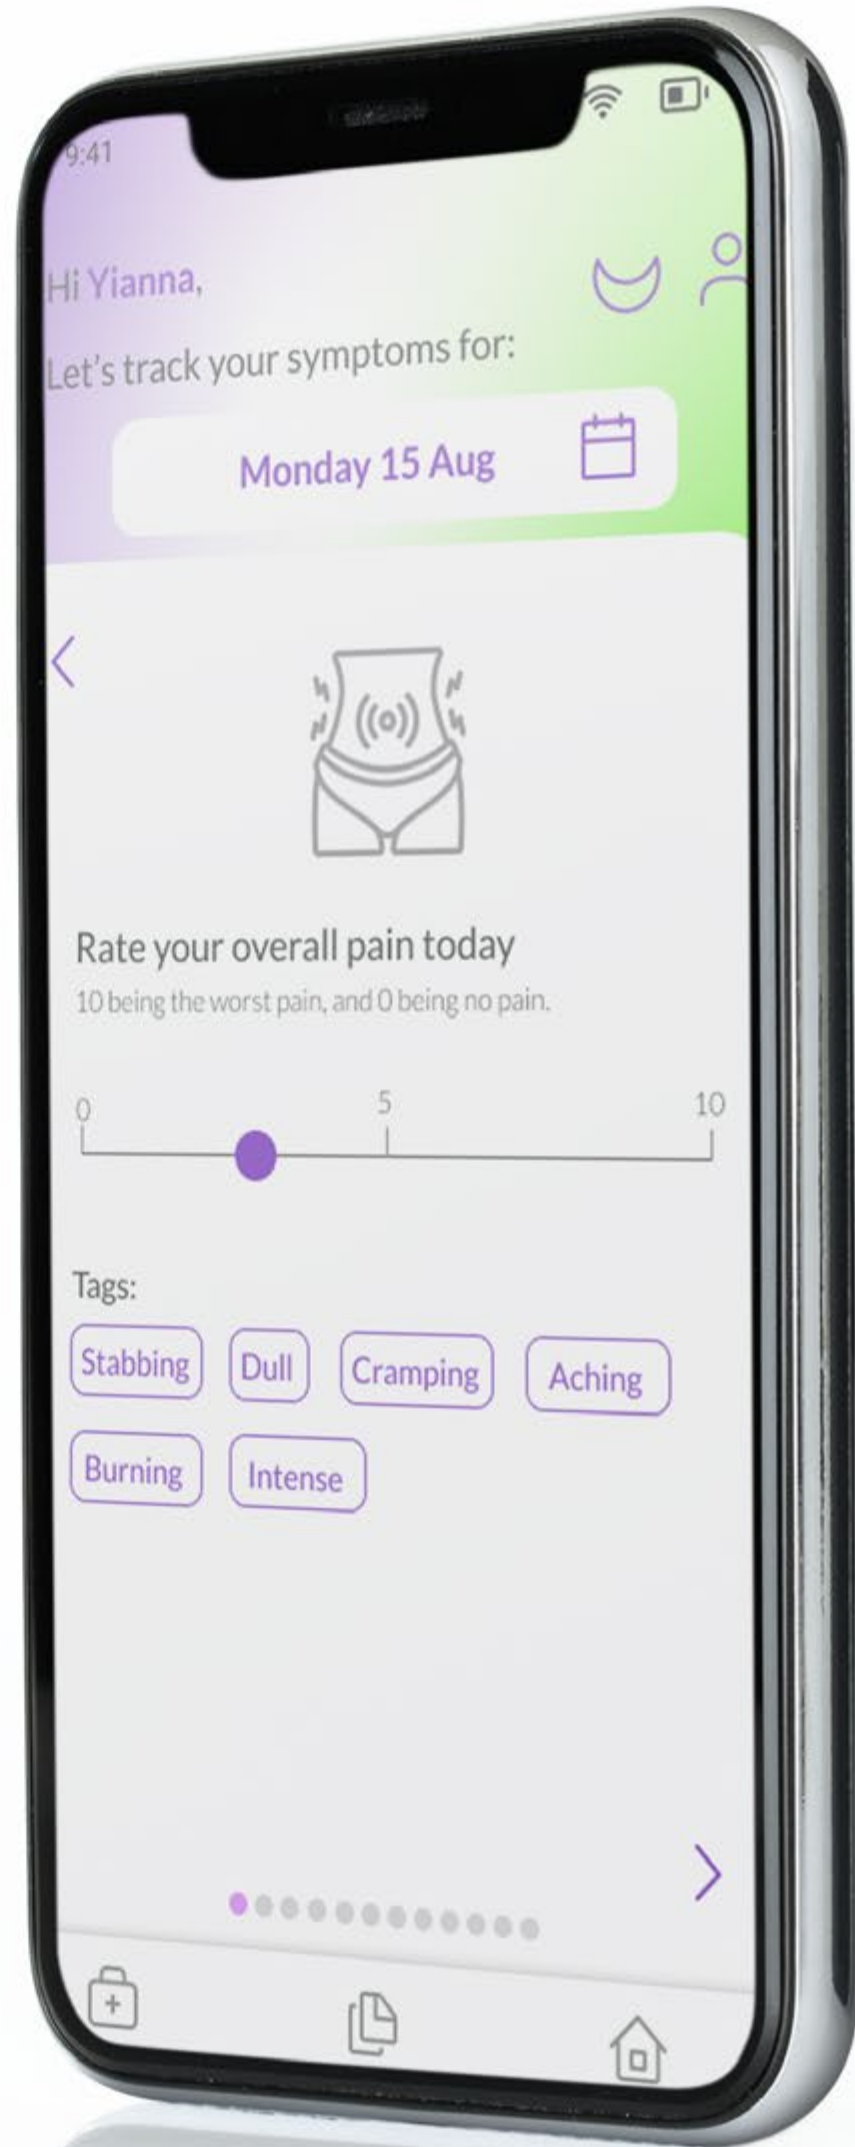 9:41
Hi Yianna,
Let's track your symptoms for:
Monday 15 Aug
Rate your overall pain today
10 being the worst pain, and 0 being no pain.
0 5 10
Tags:
Stabbing Dull Cramping Aching
Burning Intense